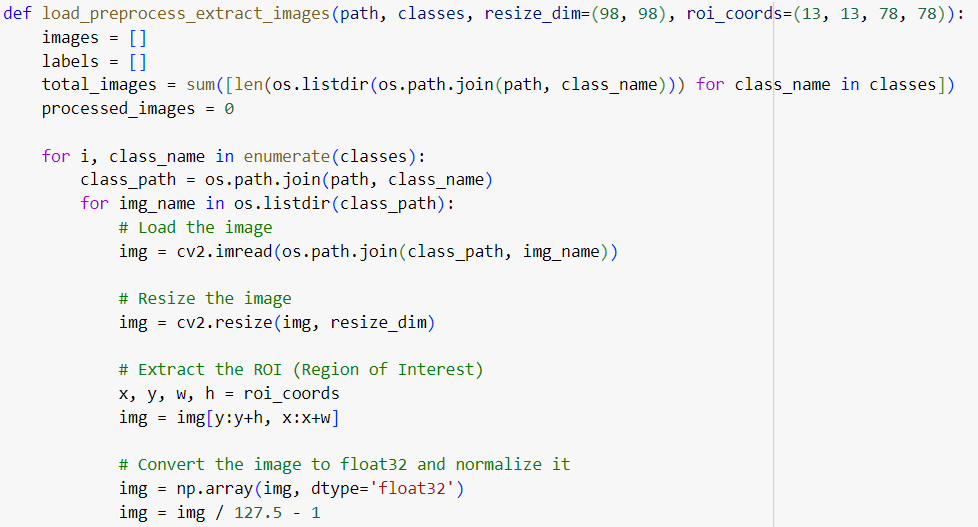 def load_preprocess_extract_images(path, classes, resize_dim=(98, 98), roi_coords=(13, 13, 78, 78)):
    images = []
    labels = []
    total_images = sum([len(os.listdir(os.path.join(path, class_name))) for class_name in classes])
    processed_images = 0

    for i, class_name in enumerate(classes):
        class_path = os.path.join(path, class_name)
        for img_name in os.listdir(class_path):
            # Load the image
            img = cv2.imread(os.path.join(class_path, img_name))

            # Resize the image
            img = cv2.resize(img, resize_dim)

            # Extract the ROI (Region of Interest)
            x, y, w, h = roi_coords
            img = img[y:y+h, x:x+w]

            # Convert the image to float32 and normalize it
            img = np.array(img, dtype='float32')
            img = img / 127.5 - 1